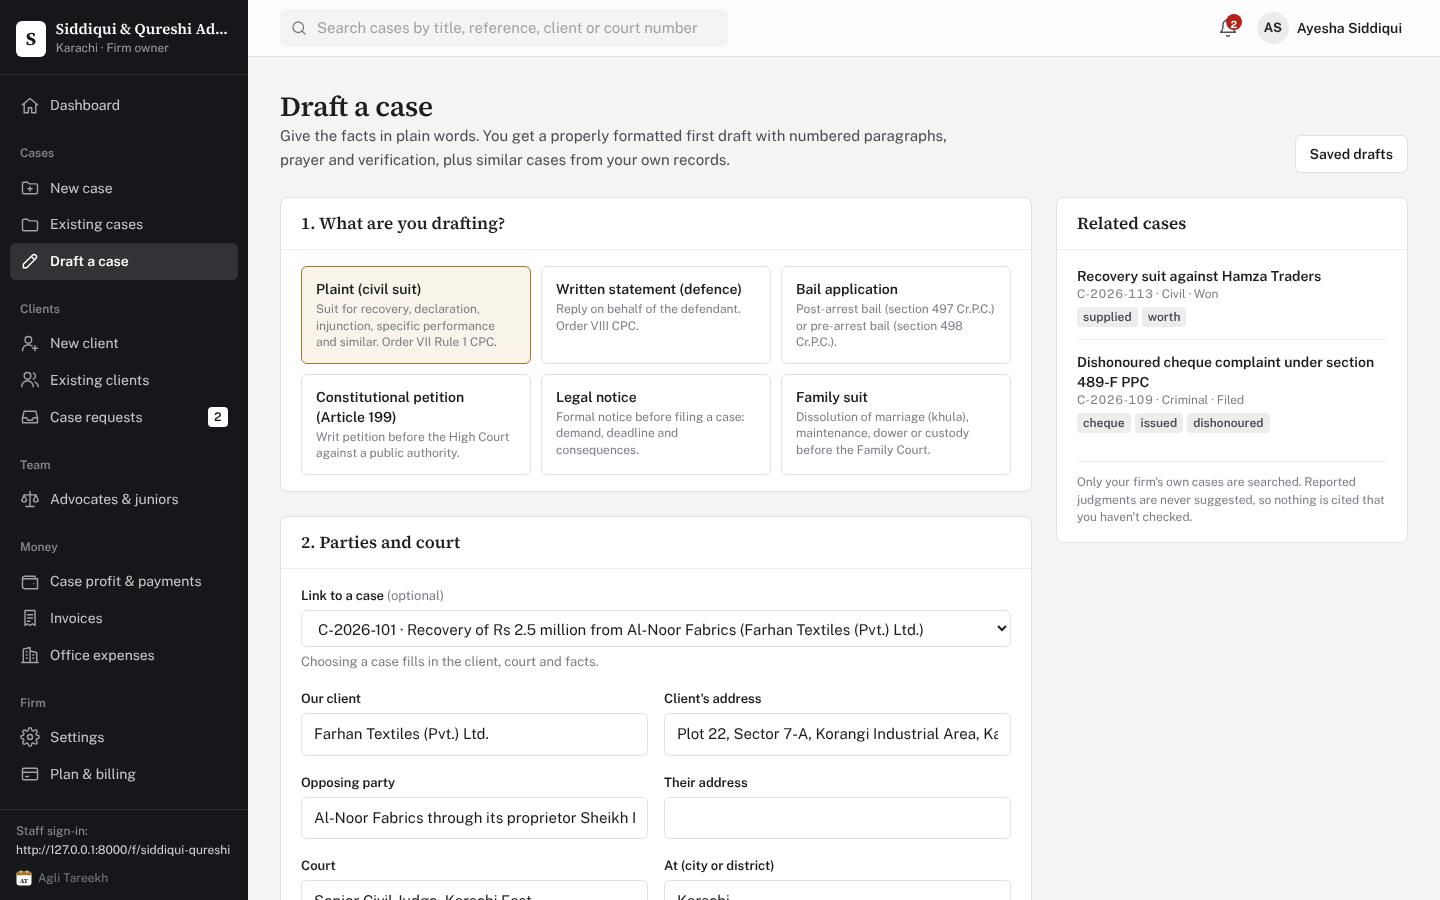 S
Siddiqui & Qureshi Ad...
Karachi · Firm owner
Dashboard
Cases
New case
Existing cases
Draft a case
Clients
New client
Existing clients
Case requests
2
Team
Advocates & juniors
Money
Case profit & payments
Invoices
Office expenses
Firm
Settings
Plan & billing
Staff sign-in:
http://127.0.0.1:8000/f/siddiqui-qureshi
AT
Agli Tareekh
Search cases by title, reference, client or court number
2
AS
Ayesha Siddiqui
Draft a case
Give the facts in plain words. You get a properly formatted first draft with numbered paragraphs,
prayer and verification, plus similar cases from your own records.
Saved drafts
1. What are you drafting?
Plaint (civil suit)
Suit for recovery, declaration,
injunction, specific performance
and similar. Order VII Rule 1 CPC.
Written statement (defence)
Reply on behalf of the defendant.
Order VIII CPC.
Bail application
Post-arrest bail (section 497 Cr.P.C.)
or pre-arrest bail (section 498
Cr.P.C.).
Constitutional petition
(Article 199)
Writ petition before the High Court
against a public authority.
Legal notice
Formal notice before filing a case:
demand, deadline and
consequences.
Family suit
Dissolution of marriage (khula),
maintenance, dower or custody
before the Family Court.
2. Parties and court
Link to a case (optional)
C-2026-101 · Recovery of Rs 2.5 million from Al-Noor Fabrics (Farhan Textiles (Pvt.) Ltd.)
Choosing a case fills in the client, court and facts.
Our client
Farhan Textiles (Pvt.) Ltd.
Client's address
Plot 22, Sector 7-A, Korangi Industrial Area, Ka
Opposing party
Al-Noor Fabrics through its proprietor Sheikh
Their address
Court
Senior Civil Judge, Karachi East
At (city or district)
Karachi
Related cases
Recovery suit against Hamza Traders
C-2026-113 · Civil · Won
supplied
worth
Dishonoured cheque complaint under section
489-F PPC
C-2026-109 · Criminal · Filed
cheque
issued
dishonoured
Only your firm's own cases are searched. Reported
judgments are never suggested, so nothing is cited that
you haven't checked.